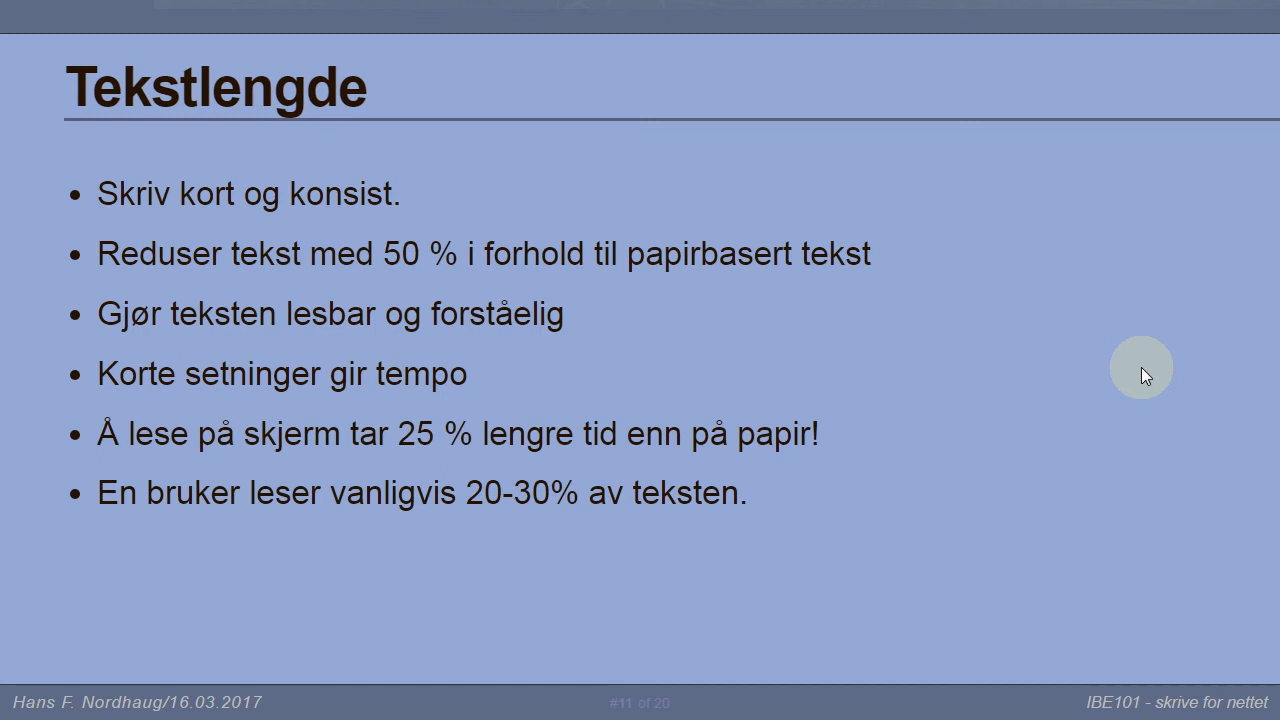 Tekstlengde
Skriv kort og konsist.
Reduser tekst med 50 % i forhold til papirbasert tekst
Gjør teksten lesbar og forståelig
Korte setninger gir tempo
Å lese på skjerm tar 25 % lengre tid enn på papir!
En bruker leser vanligvis 20-30% av teksten.
Hans F. Nordhaug/16.03.2017
#11 of 20
IBE101 - skrive for nettet